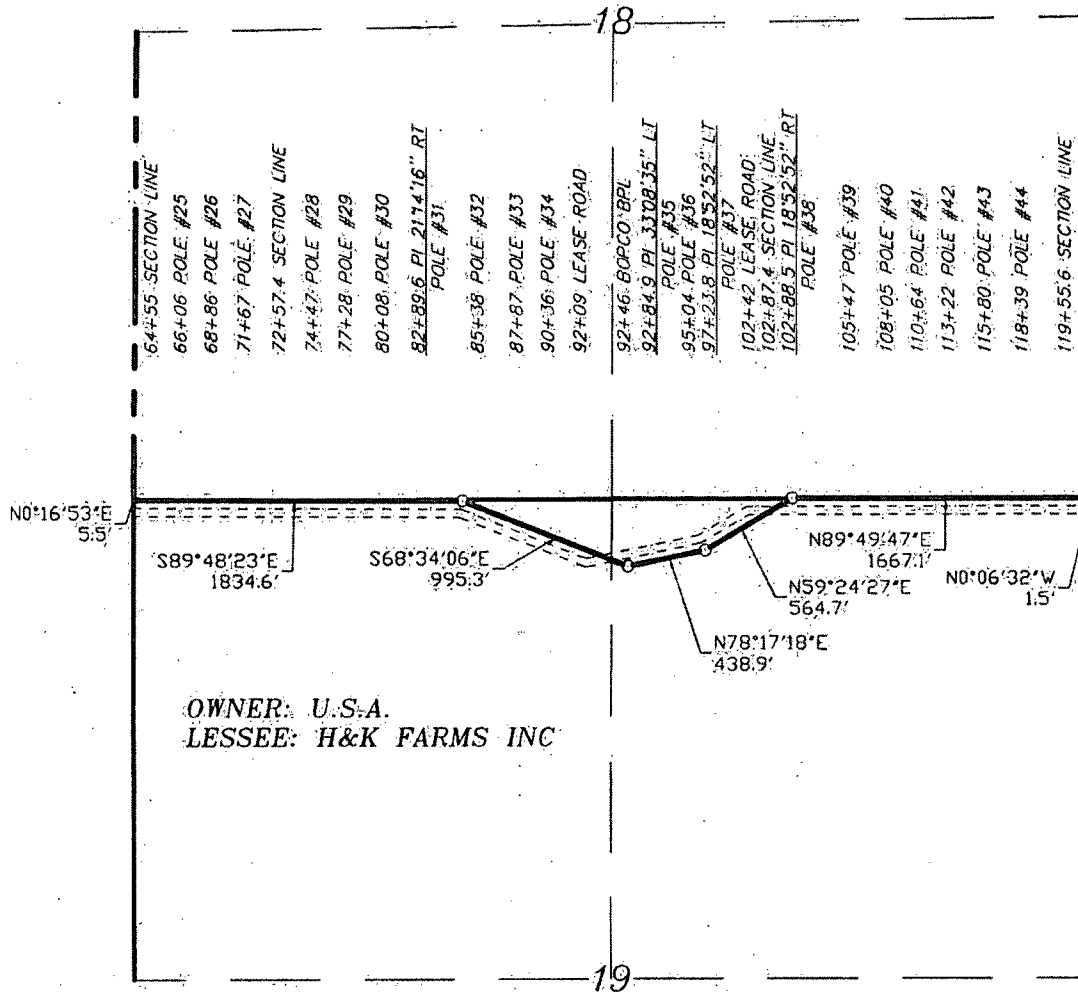 18
64+55 SECTION LINE
66+06 POLE #25
68+86 POLE #26
71+67 POLE #27
72+57.4 SECTION LINE
74+47 POLE #28
77+28 POLE #29
80+08 POLE #30
82+89.6 PI 21°14'16" RT
POLE #31
85+38 POLE #32
87+87 POLE #33
90+36 POLE #34
92+09 LEASE ROAD
92+46 BOPCO BPL
92+84.9 PI 33°08'35" LT
POLE #35
95+04 POLE #36
97+23.8 PI 18°52'52" LT
POLE #37
102+42 LEASE ROAD
102+87.4 SECTION LINE
102+88.5 PI 18°52'52" RT
POLE #38
105+47 POLE #39
108+05 POLE #40
110+64 POLE #41
113+22 POLE #42
115+80 POLE #43
118+39 POLE #44
119+55.6 SECTION LINE
N0°16'53"E
5.5'
S89°48'23"E
1834.6'
S68°34'06"E
995.3'
N89°49'47"E
1667.1'
N0°06'32"W
1.5'
N59°24'27"E
564.7'
N78°17'18"E
438.9'
OWNER: U.S.A.
LESSEE: H&K FARMS INC
19